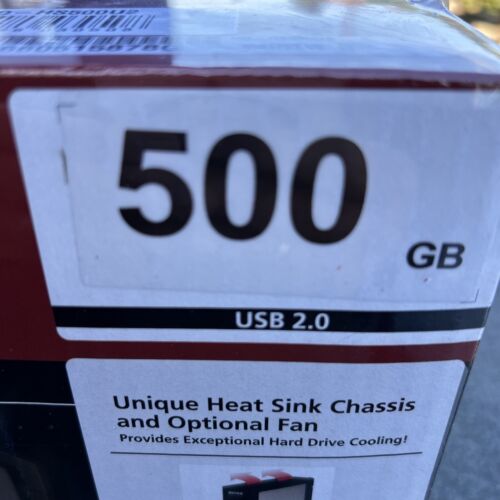 500
GB
USB 2.0
Unique Heat Sink Chassis
and Optional Fan
Provides Exceptional Hard Drive Cooling!